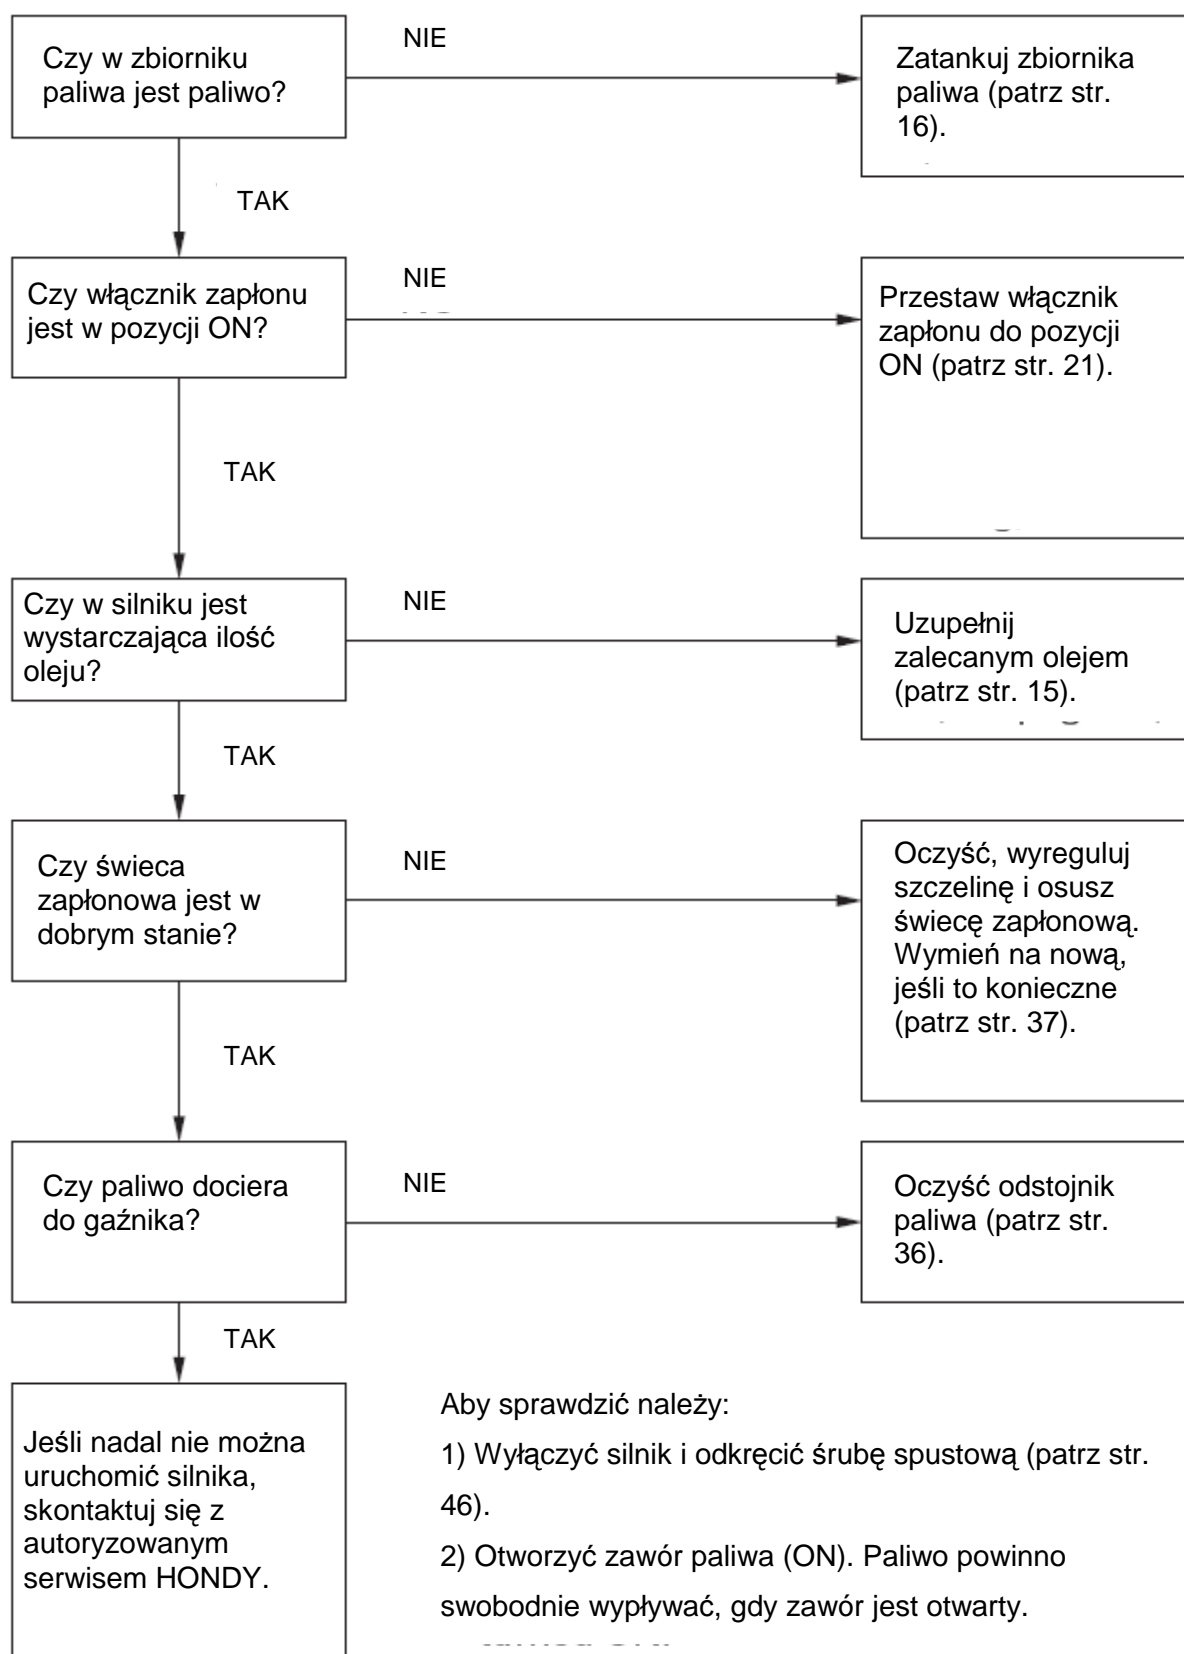 Czy w zbiorniku
paliwa jest paliwo?
NIE
Zatankuj zbiornika
paliwa (patrz str.
16).
TAK
Czy włącznik zapłonu
jest w pozycji ON?
NIE
Przestaw włącznik
zapłonu do pozycji
ON (patrz str. 21).
TAK
Czy w silniku jest
wystarczająca ilość
oleju?
NIE
Uzupełnij
zalecanym olejem
(patrz str. 15).
TAK
Czy świeca
zapłonowa jest w
dobrym stanie?
NIE
Oczyść, wyreguluj
szczelinę i osusz
świecę zapłonową.
Wymień na nową,
jeśli to konieczne
(patrz str. 37).
TAK
Czy paliwo dociera
do gaźnika?
NIE
Oczyść odstojnik
paliwa (patrz str.
36).
TAK
Jeśli nadal nie można
uruchomić silnika,
skontaktuj się z
autoryzowanym
serwisem HONDY.
Aby sprawdzić należy:
1) Wyłączyć silnik i odkręcić śrubę spustową (patrz str.
46).
2) Otworzyć zawór paliwa (ON). Paliwo powinno
swobodnie wypływać, gdy zawór jest otwarty.